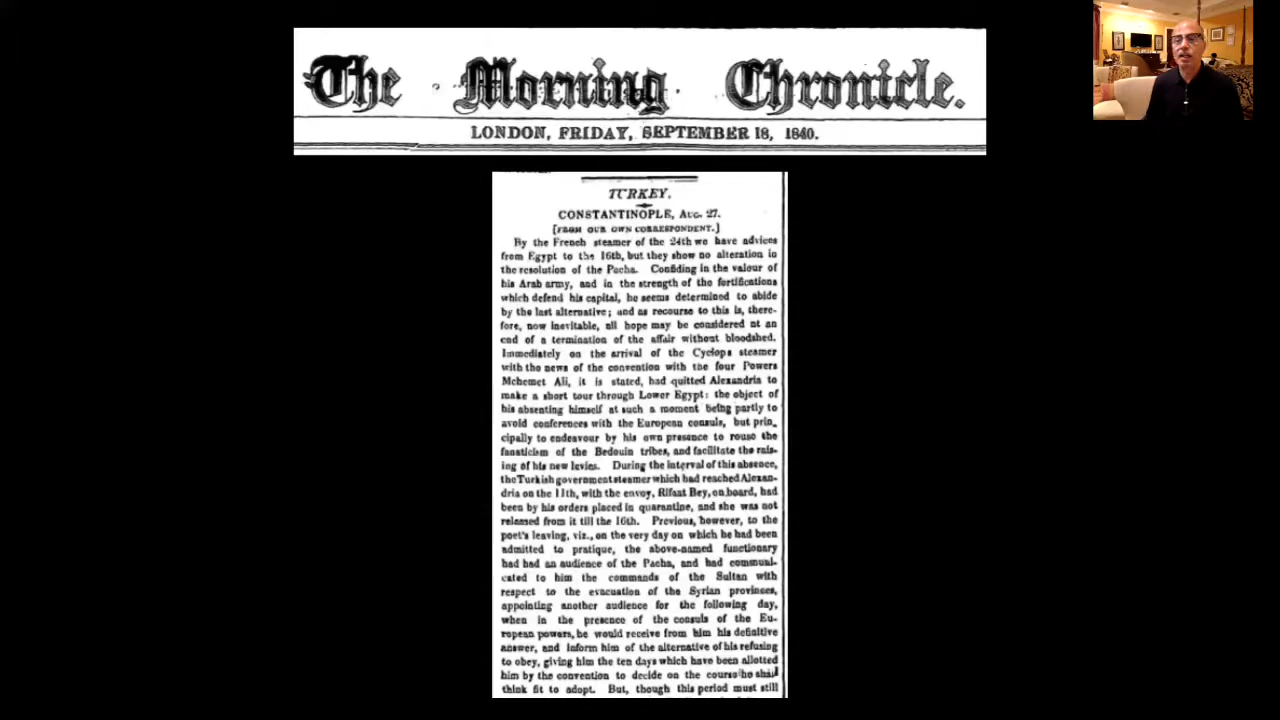 The Morning Chronicle.
LONDON, FRIDAY, SEPTEMBER 18, 1840.
TURKEY.
CONSTANTINOPLE, AUG. 27.
[FROM OUR OWN CORRESPONDENT.]
By the French steamer of the 24th we have advices
from Egypt to the 16th, but they show no alteration in
the resolution of the Pacha. Confiding in the valour of
his Arab army, and in the strength of the fortifications
which defend his capital, he seems determined to abide
by the last alternative; and as recourse to this is, there-
fore, now inevitable, all hope may be considered at an
end of a termination of the affair without bloodshed.
Immediately on the arrival of the Cyclops steamer
with the news of the convention with the four Powers
Mehemet Ali, it is stated, had quitted Alexandria to
make a short tour through Lower Egypt: the object of
his absenting himself at such a moment being partly to
avoid conferences with the European consuls, but prin-
cipally to endeavour by his own presence to rouse the
fanaticism of the Bedouin tribes, and facilitate the rais-
ing of his new levies. During the interval of this absence,
the Turkish government steamer which had reached Alexan-
dria on the 11th, with the envoy, Rifaat Bey, on board, had
been by his orders placed in quarantine, and she was not
released from it till the 16th. Previous, however, to the
poet's leaving, viz., on the very day on which he had been
admitted to pratique, the above-named functionary
had had an audience of the Pacha, and had communi-
cated to him the commands of the Sultan with
respect to the evacuation of the Syrian provinces,
appointing another audience for the following day,
when in the presence of the consuls of the Eu-
ropean powers, he would receive from him his definitive
answer, and inform him of the alternative of his refusing
to obey, giving him the ten days which have been allotted
him by the convention to decide on the course he shall
think fit to adopt. But, though this period must still